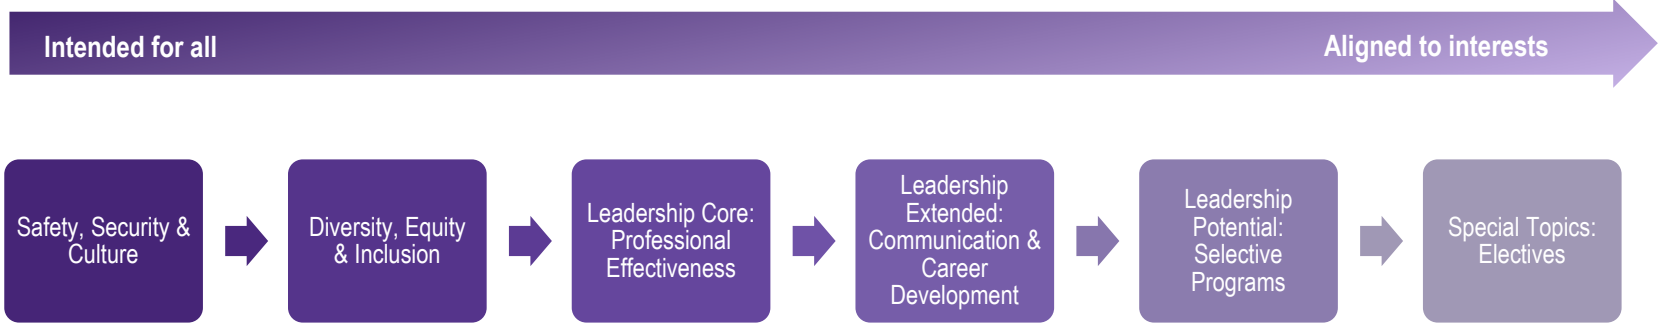 Intended for all
Aligned to interests
Safety, Security &
Culture
Diversity, Equity
& Inclusion
Leadership Core:
Professional
Effectiveness
Leadership
Extended:
Communication &
Career
Development
Leadership
Potential:
Selective
Programs
Special Topics:
Electives